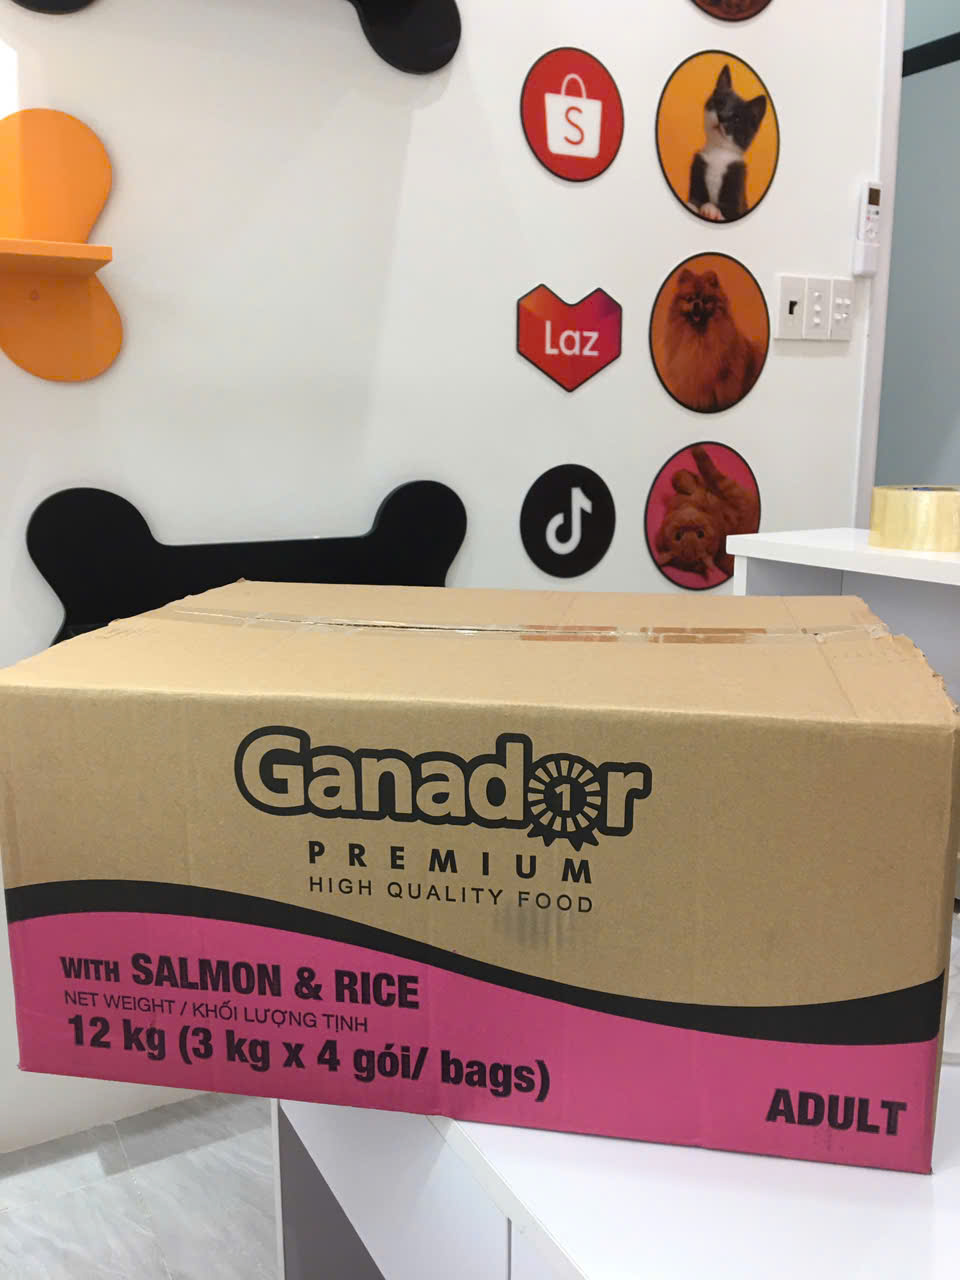 S
Laz
Ganador
1
PREMIUM
HIGH QUALITY FOOD
WITH SALMON & RICE
NET WEIGHT / KHỐI LƯỢNG TỊNH
12 kg (3 kg x 4 gói/ bags)
ADULT